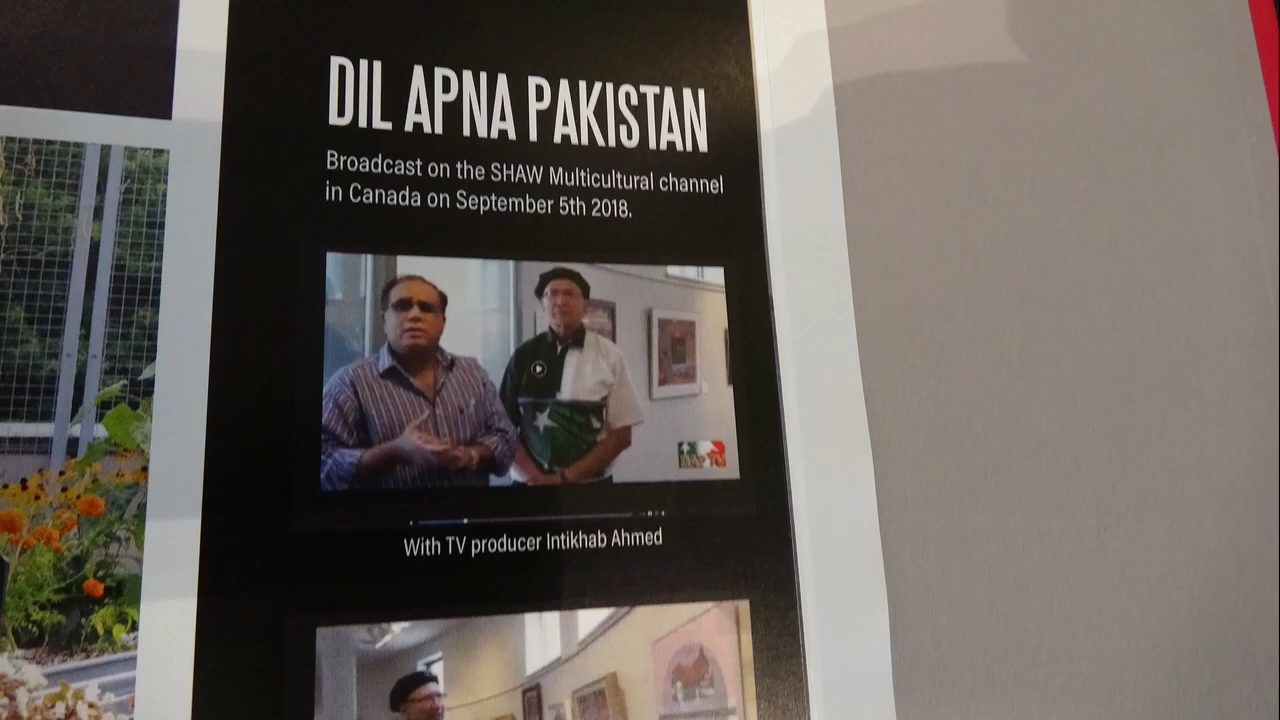 DIL APNA PAKISTAN
Broadcast on the SHAW Multicultural channel
in Canada on September 5th 2018.
With TV producer Intikhab Ahmed